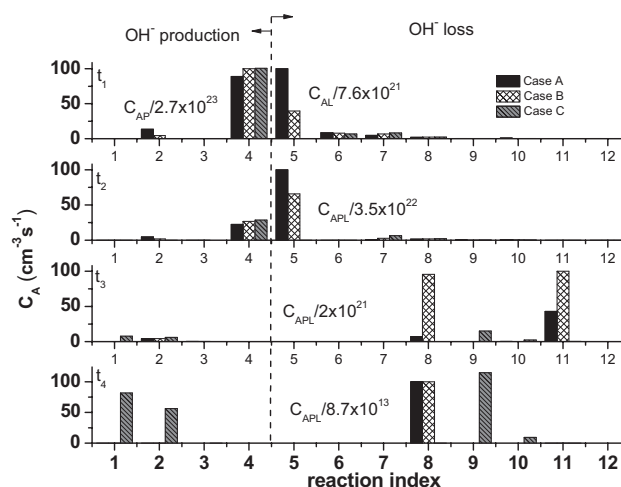 OH⁻ production
OH⁻ loss
t₁
100
50
0
C_AP/2.7x10²³
C_AL/7.6x10²¹
Case A
Case B
Case C
1 2 3 4 5 6 7 8 9 10 11 12
t₂
100
50
0
C_APL/3.5x10²²
1 2 3 4 5 6 7 8 9 10 11 12
t₃
100
50
0
C_APL/2x10²¹
1 2 3 4 5 6 7 8 9 10 11 12
t₄
100
50
0
C_APL/8.7x10¹³
1 2 3 4 5 6 7 8 9 10 11 12
reaction index
C_A (cm⁻³s⁻¹)